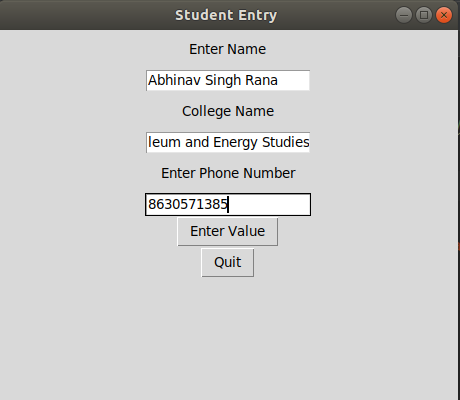 Student Entry
Enter Name
Abhinav Singh Rana
College Name
leum and Energy Studies
Enter Phone Number
8630571385
Enter Value
Quit